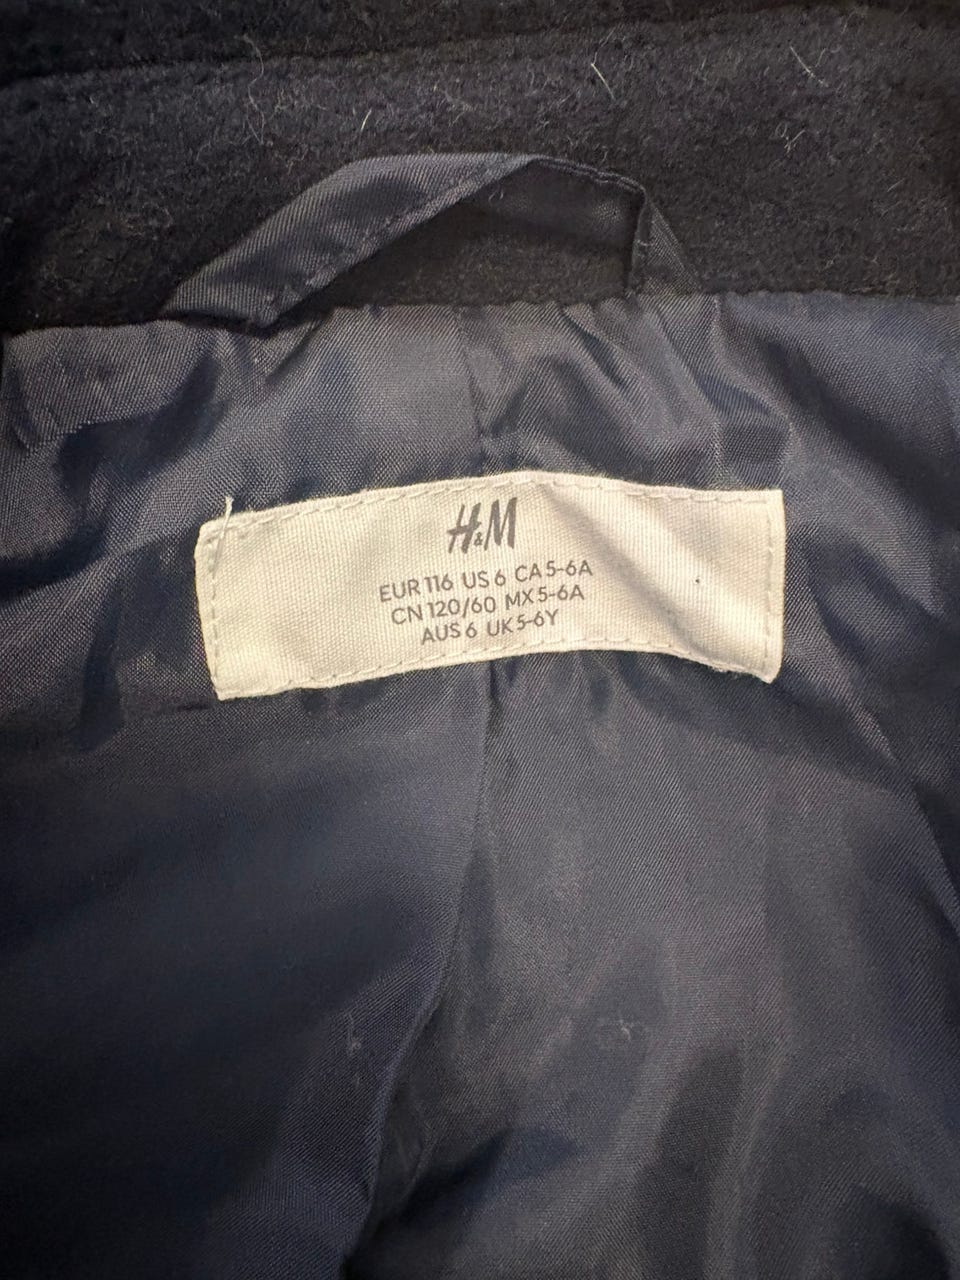 H&M
EUR 116 US 6 CA 5-6A
CN 120/60 MX 5-6A
AUS 6 UK 5-6Y